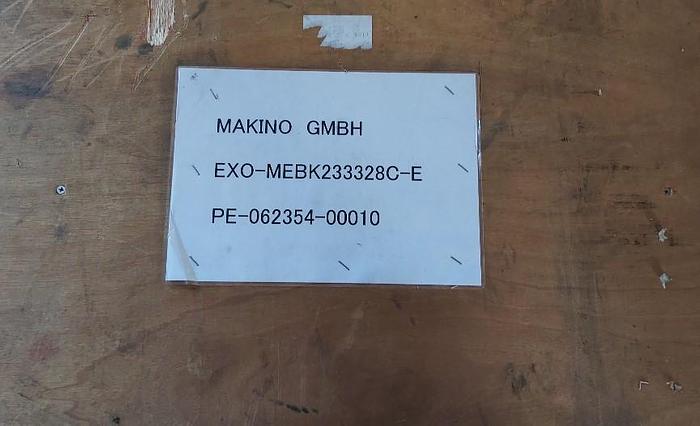 MAKINO GMBH
EXO-MEBK233328C-E
PE-062354-00010